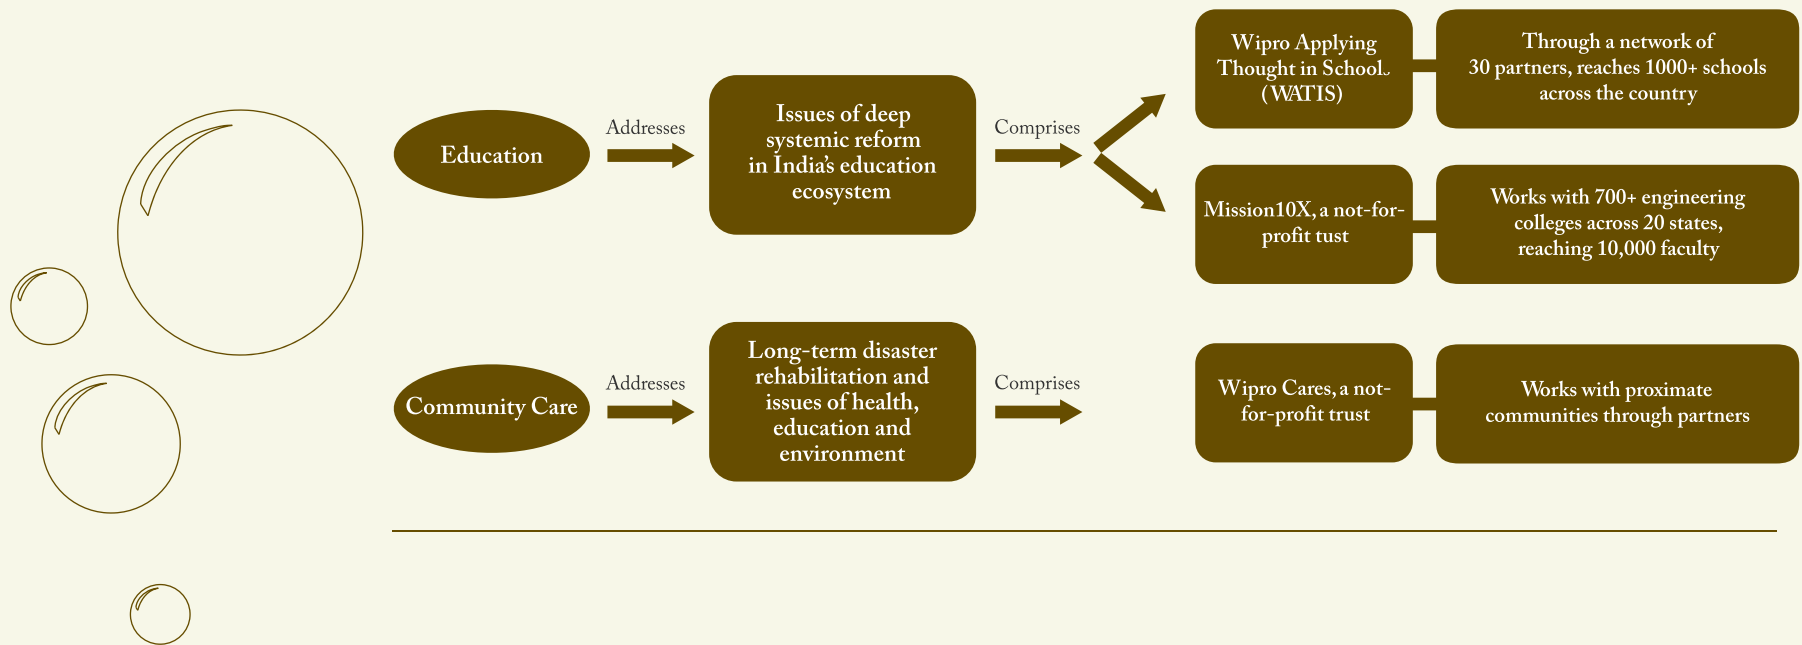 Education
Addresses
Issues of deep
systemic reform
in India's education
ecosystem
Comprises
Wipro Applying
Thought in Schools
(WATIS)
Through a network of
30 partners, reaches 1000+ schools
across the country
Mission10X, a not-for-
profit tust
Works with 700+ engineering
colleges across 20 states,
reaching 10,000 faculty
Community Care
Addresses
Long-term disaster
rehabilitation and
issues of health,
education and
environment
Comprises
Wipro Cares, a not-
for-profit trust
Works with proximate
communities through partners